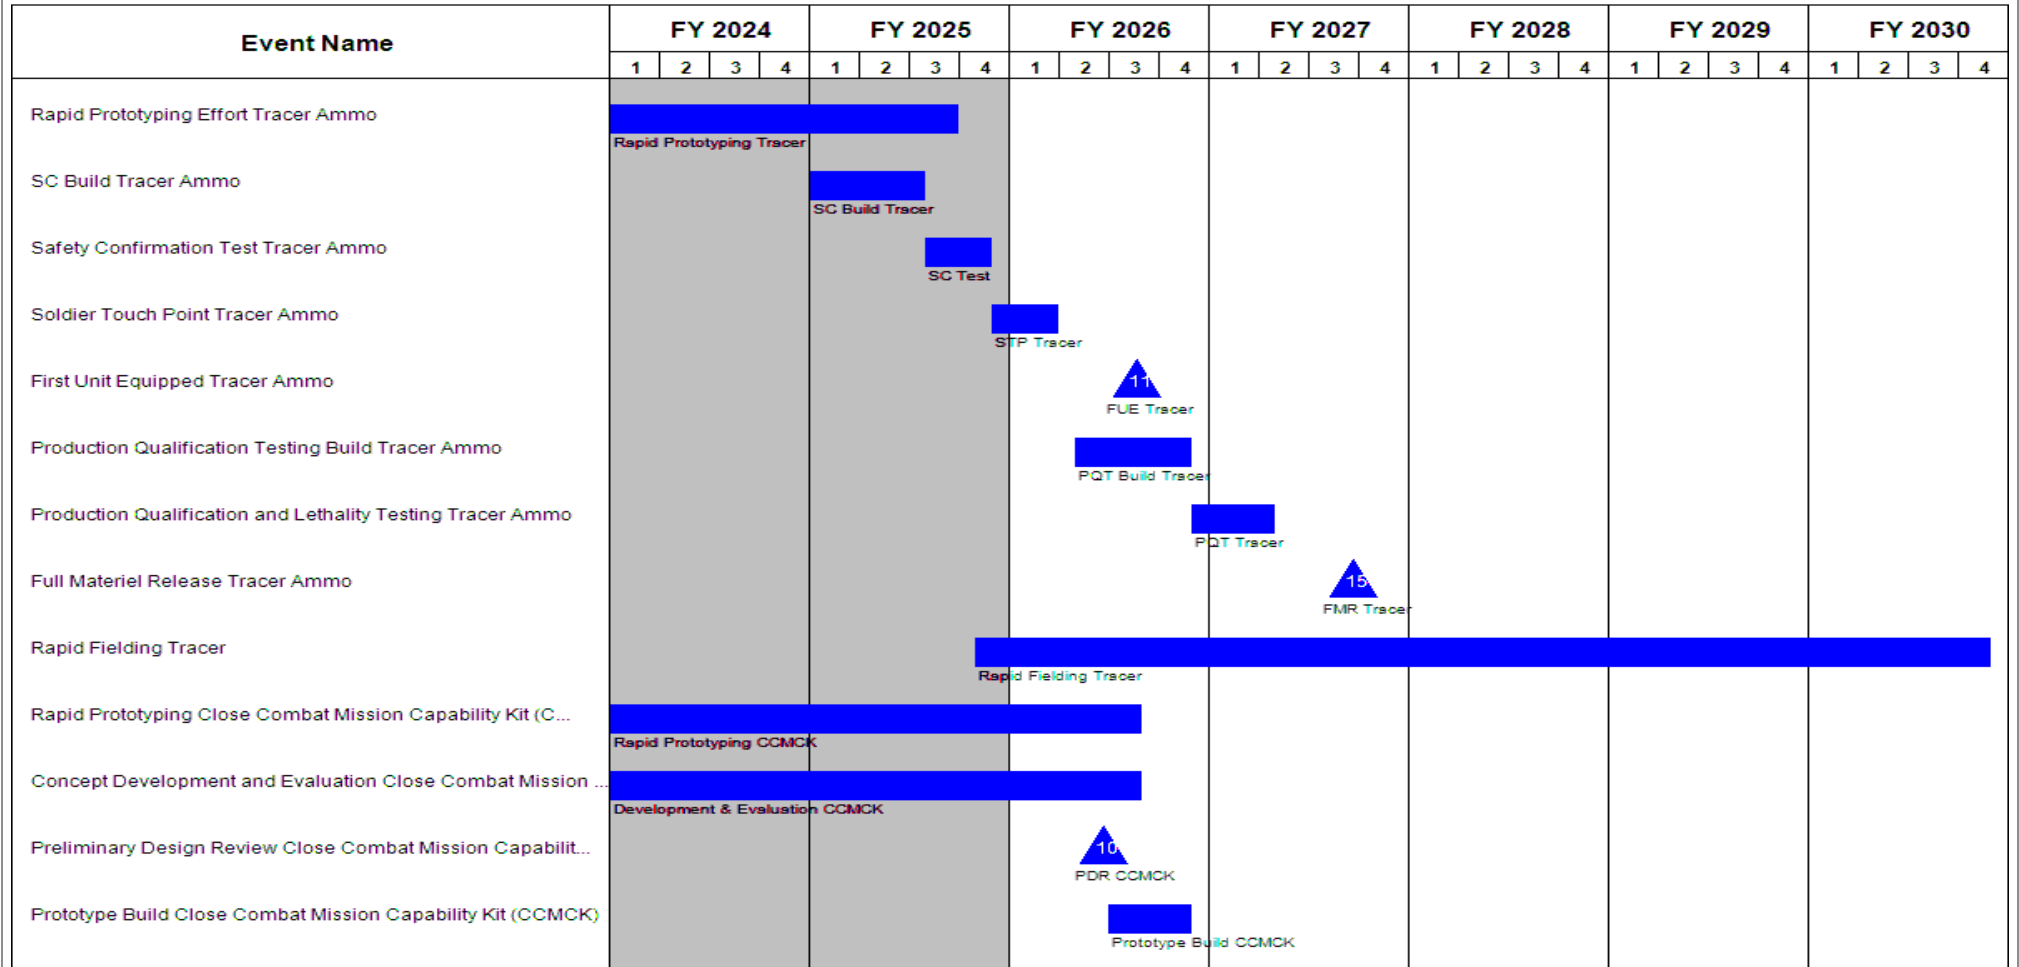 Event Name
FY 2024 FY 2025 FY 2026 FY 2027 FY 2028 FY 2029 FY 2030
1 2 3 4 1 2 3 4 1 2 3 4 1 2 3 4 1 2 3 4 1 2 3 4 1 2 3 4
Rapid Prototyping Effort Tracer Ammo
Rapid Prototyping Tracer
SC Build Tracer Ammo
SC Build Tracer
Safety Confirmation Test Tracer Ammo
SC Test
Soldier Touch Point Tracer Ammo
STP Tracer
First Unit Equipped Tracer Ammo
11
FUE Tracer
Production Qualification Testing Build Tracer Ammo
PQT Build Tracer
Production Qualification and Lethality Testing Tracer Ammo
PQT Tracer
Full Materiel Release Tracer Ammo
15
FMR Tracer
Rapid Fielding Tracer
Rapid Fielding Tracer
Rapid Prototyping Close Combat Mission Capability Kit (C...
Rapid Prototyping CCMCK
Concept Development and Evaluation Close Combat Mission ...
Development & Evaluation CCMCK
Preliminary Design Review Close Combat Mission Capabilit...
10
PDR CCMCK
Prototype Build Close Combat Mission Capability Kit (CCMCK)
Prototype Build CCMCK